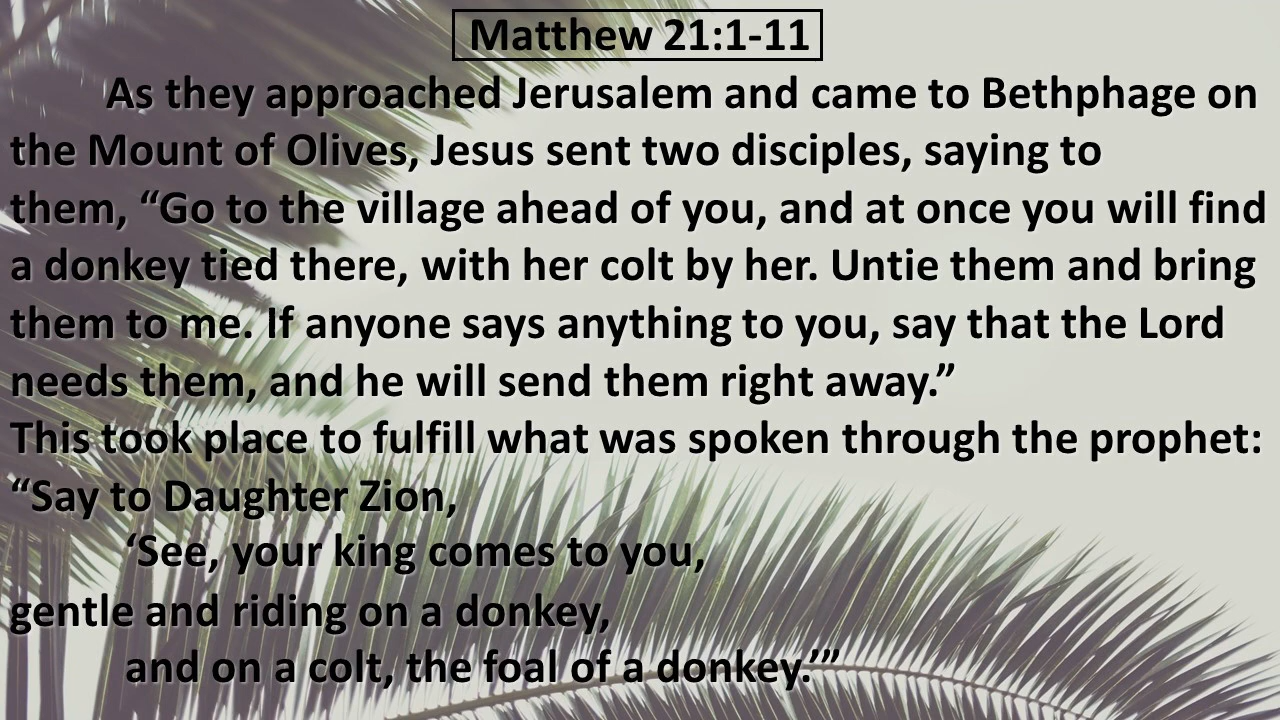 Matthew 21:1-11
As they approached Jerusalem and came to Bethphage on
the Mount of Olives, Jesus sent two disciples, saying to
them, “Go to the village ahead of you, and at once you will find
a donkey tied there, with her colt by her. Untie them and bring
them to me. If anyone says anything to you, say that the Lord
needs them, and he will send them right away.”
This took place to fulfill what was spoken through the prophet:
“Say to Daughter Zion,
‘See, your king comes to you,
gentle and riding on a donkey,
and on a colt, the foal of a donkey.’”